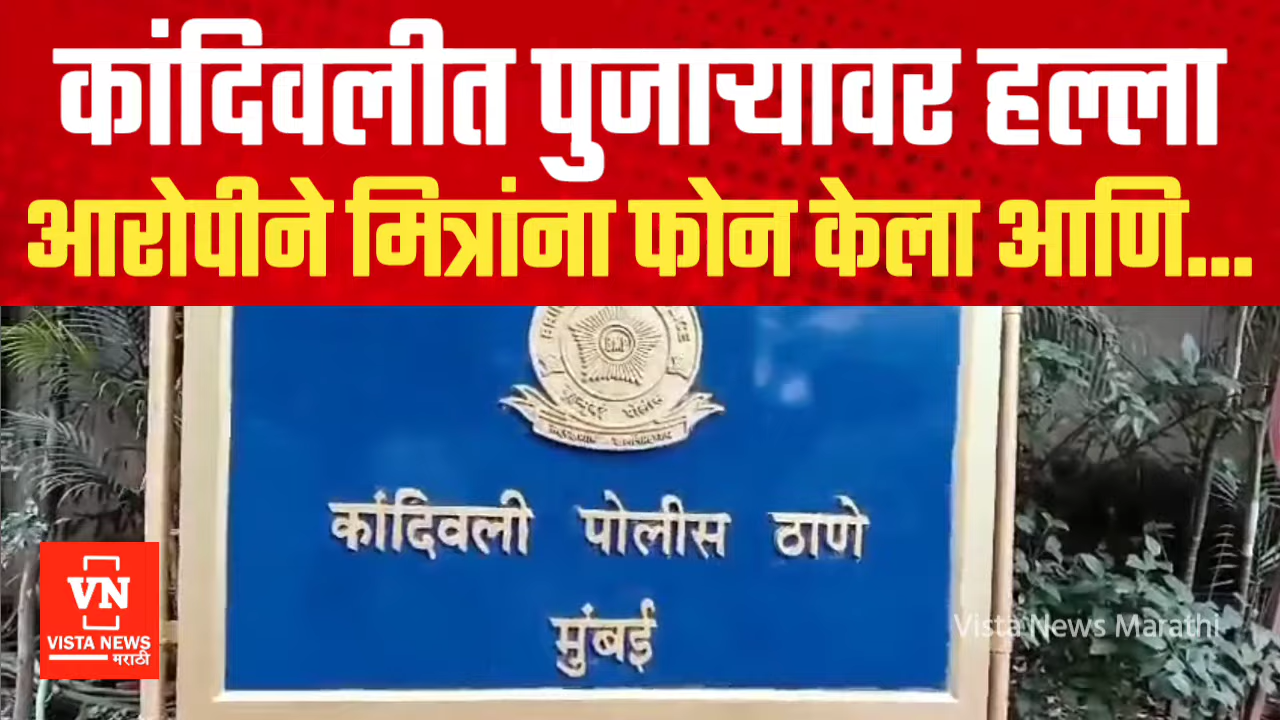 कांदिवलीत पुजाऱ्यावर हल्ला
आरोपीने मित्रांना फोन केला आणि...
कांदिवली पोलीस ठाणे
मुंबई
VN
VISTA NEWS
मराठी
Vista News Marathi